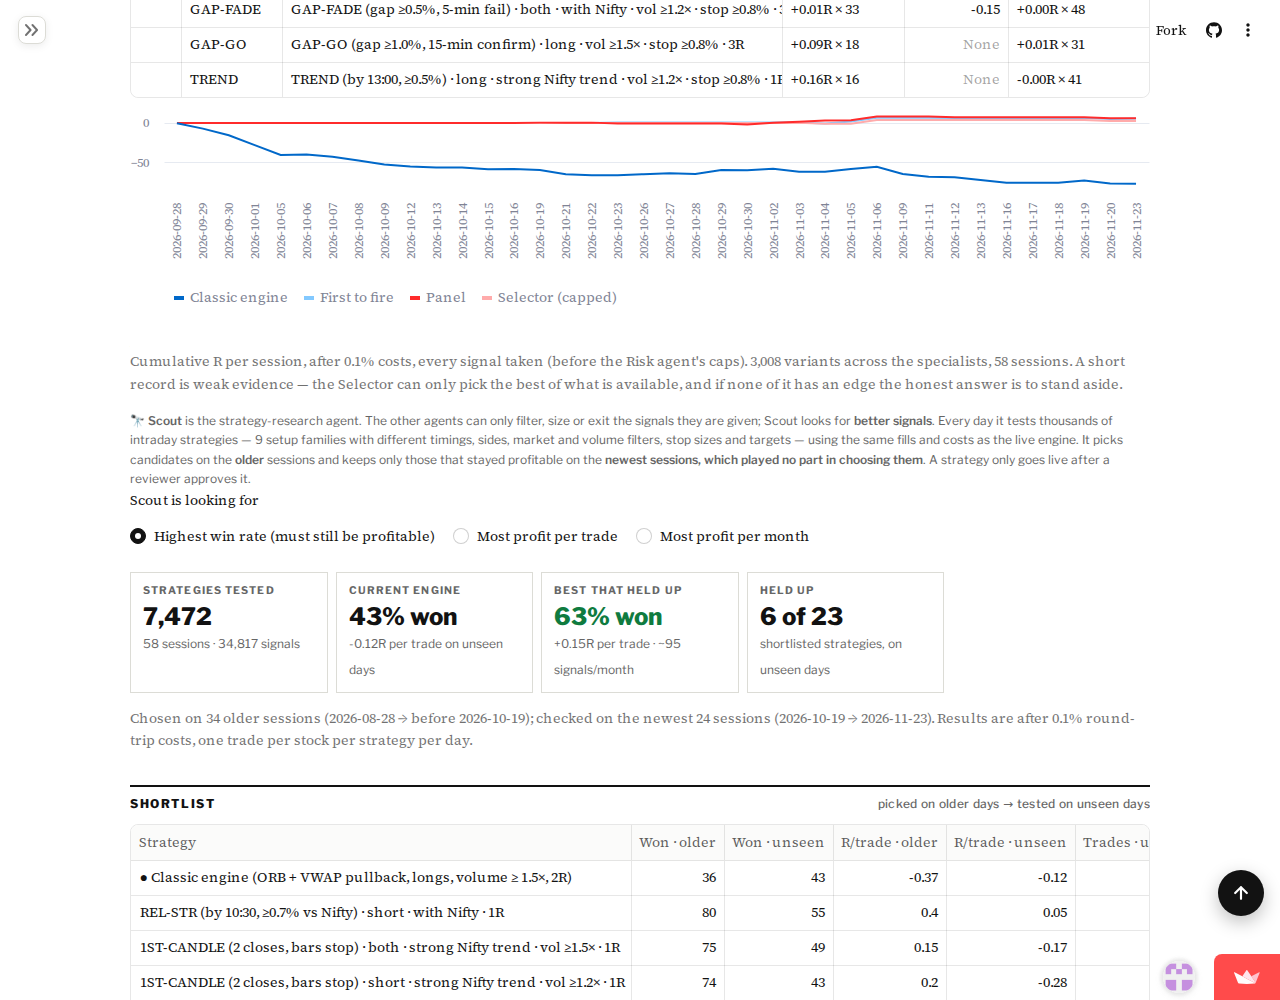 GAP-FADE GAP-FADE (gap ≥0.5%, 5-min fail) · both · with Nifty · vol ≥1.2× · stop ≥0.8% · +0.01R × 33 -0.15 +0.00R × 48
Fork
GAP-GO GAP-GO (gap ≥1.0%, 15-min confirm) · long · vol ≥1.5× · stop ≥0.8% · 3R +0.09R × 18 None +0.01R × 31
TREND TREND (by 13:00, ≥0.5%) · long · strong Nifty trend · vol ≥1.2× · stop ≥0.8% · 1R +0.16R × 16 None -0.00R × 41
0
−50
2026-09-28 2026-09-29 2026-09-30 2026-10-01 2026-10-05 2026-10-06 2026-10-07 2026-10-08 2026-10-09 2026-10-12 2026-10-13 2026-10-14 2026-10-15 2026-10-16 2026-10-19 2026-10-21 2026-10-22 2026-10-23 2026-10-26 2026-10-27 2026-10-28 2026-10-29 2026-10-30 2026-11-02 2026-11-03 2026-11-04 2026-11-05 2026-11-06 2026-11-09 2026-11-11 2026-11-12 2026-11-13 2026-11-16 2026-11-17 2026-11-18 2026-11-19 2026-11-20 2026-11-23
Classic engine First to fire Panel Selector (capped)
Cumulative R per session, after 0.1% costs, every signal taken (before the Risk agent's caps). 3,008 variants across the specialists, 58 sessions. A short
record is weak evidence — the Selector can only pick the best of what is available, and if none of it has an edge the honest answer is to stand aside.
🔭 Scout is the strategy-research agent. The other agents can only filter, size or exit the signals they are given; Scout looks for better signals. Every day it tests thousands of
intraday strategies — 9 setup families with different timings, sides, market and volume filters, stop sizes and targets — using the same fills and costs as the live engine. It picks
candidates on the older sessions and keeps only those that stayed profitable on the newest sessions, which played no part in choosing them. A strategy only goes live after a
reviewer approves it.
Scout is looking for
Highest win rate (must still be profitable) Most profit per trade Most profit per month
STRATEGIES TESTED
7,472
58 sessions · 34,817 signals
CURRENT ENGINE
43% won
-0.12R per trade on unseen
days
BEST THAT HELD UP
63% won
+0.15R per trade · ~95
signals/month
HELD UP
6 of 23
shortlisted strategies, on
unseen days
Chosen on 34 older sessions (2026-08-28 → before 2026-10-19); checked on the newest 24 sessions (2026-10-19 → 2026-11-23). Results are after 0.1% round-
trip costs, one trade per stock per strategy per day.
SHORTLIST picked on older days → tested on unseen days
Strategy Won · older Won · unseen R/trade · older R/trade · unseen Trades · u
● Classic engine (ORB + VWAP pullback, longs, volume ≥ 1.5×, 2R) 36 43 -0.37 -0.12
REL-STR (by 10:30, ≥0.7% vs Nifty) · short · with Nifty · 1R 80 55 0.4 0.05
1ST-CANDLE (2 closes, bars stop) · both · strong Nifty trend · vol ≥1.5× · 1R 75 49 0.15 -0.17
1ST-CANDLE (2 closes, bars stop) · short · strong Nifty trend · vol ≥1.2× · 1R 74 43 0.2 -0.28